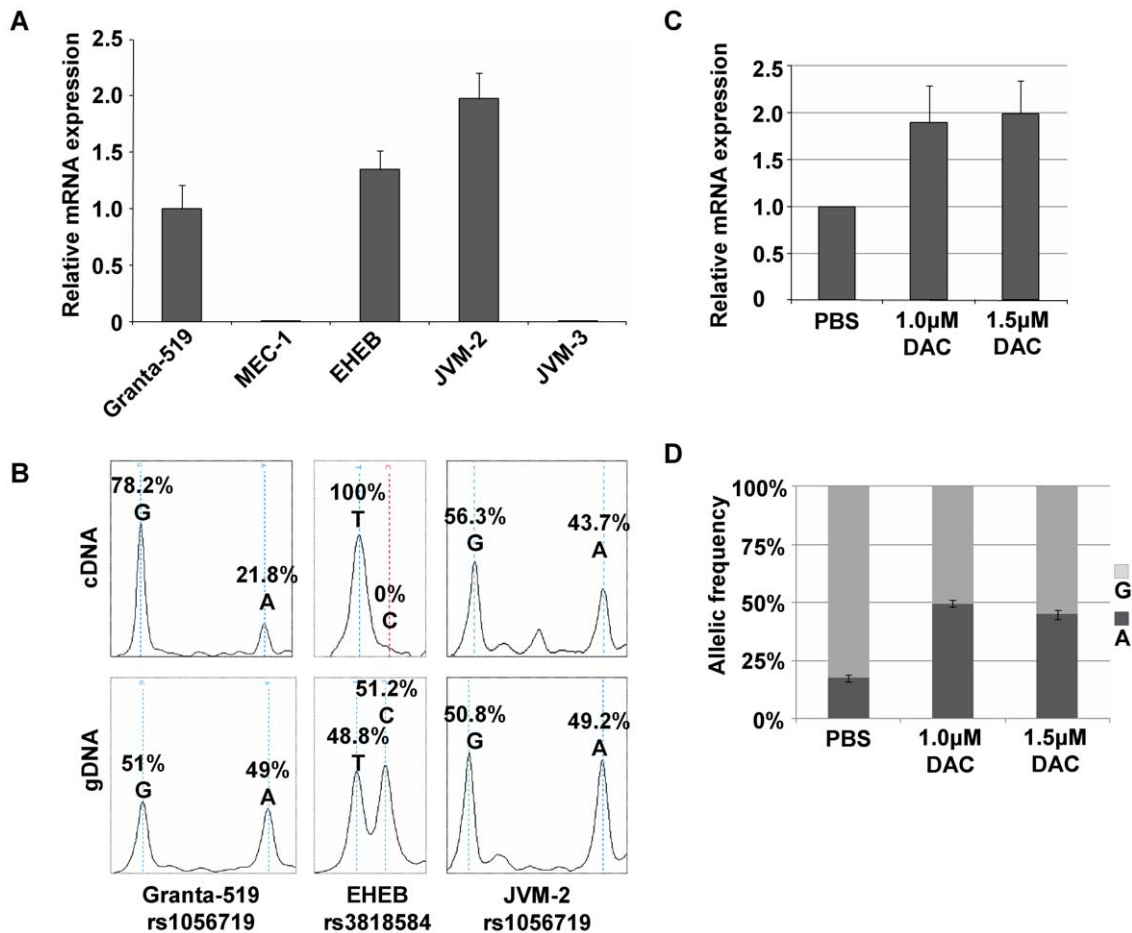 A
Relative mRNA expression
2.5
2.0
1.5
1.0
0.5
0
Granta-519
MEC-1
EHEB
JVM-2
JVM-3
C
Relative mRNA expression
2.5
2.0
1.5
1.0
0.5
0
PBS
1.0µM
DAC
1.5µM
DAC
B
cDNA
G
78.2%
G
A
21.8%
A
T
C
100%
T
0%
C
56.3%
G
43.7%
A
gDNA
G
51%
G
A
49%
A
T
C
48.8%
T
51.2%
C
50.8%
G
49.2%
A
Granta-519
rs1056719
EHEB
rs3818584
JVM-2
rs1056719
D
Allelic frequency
100%
75%
50%
25%
0%
PBS
1.0µM
DAC
1.5µM
DAC
G
A